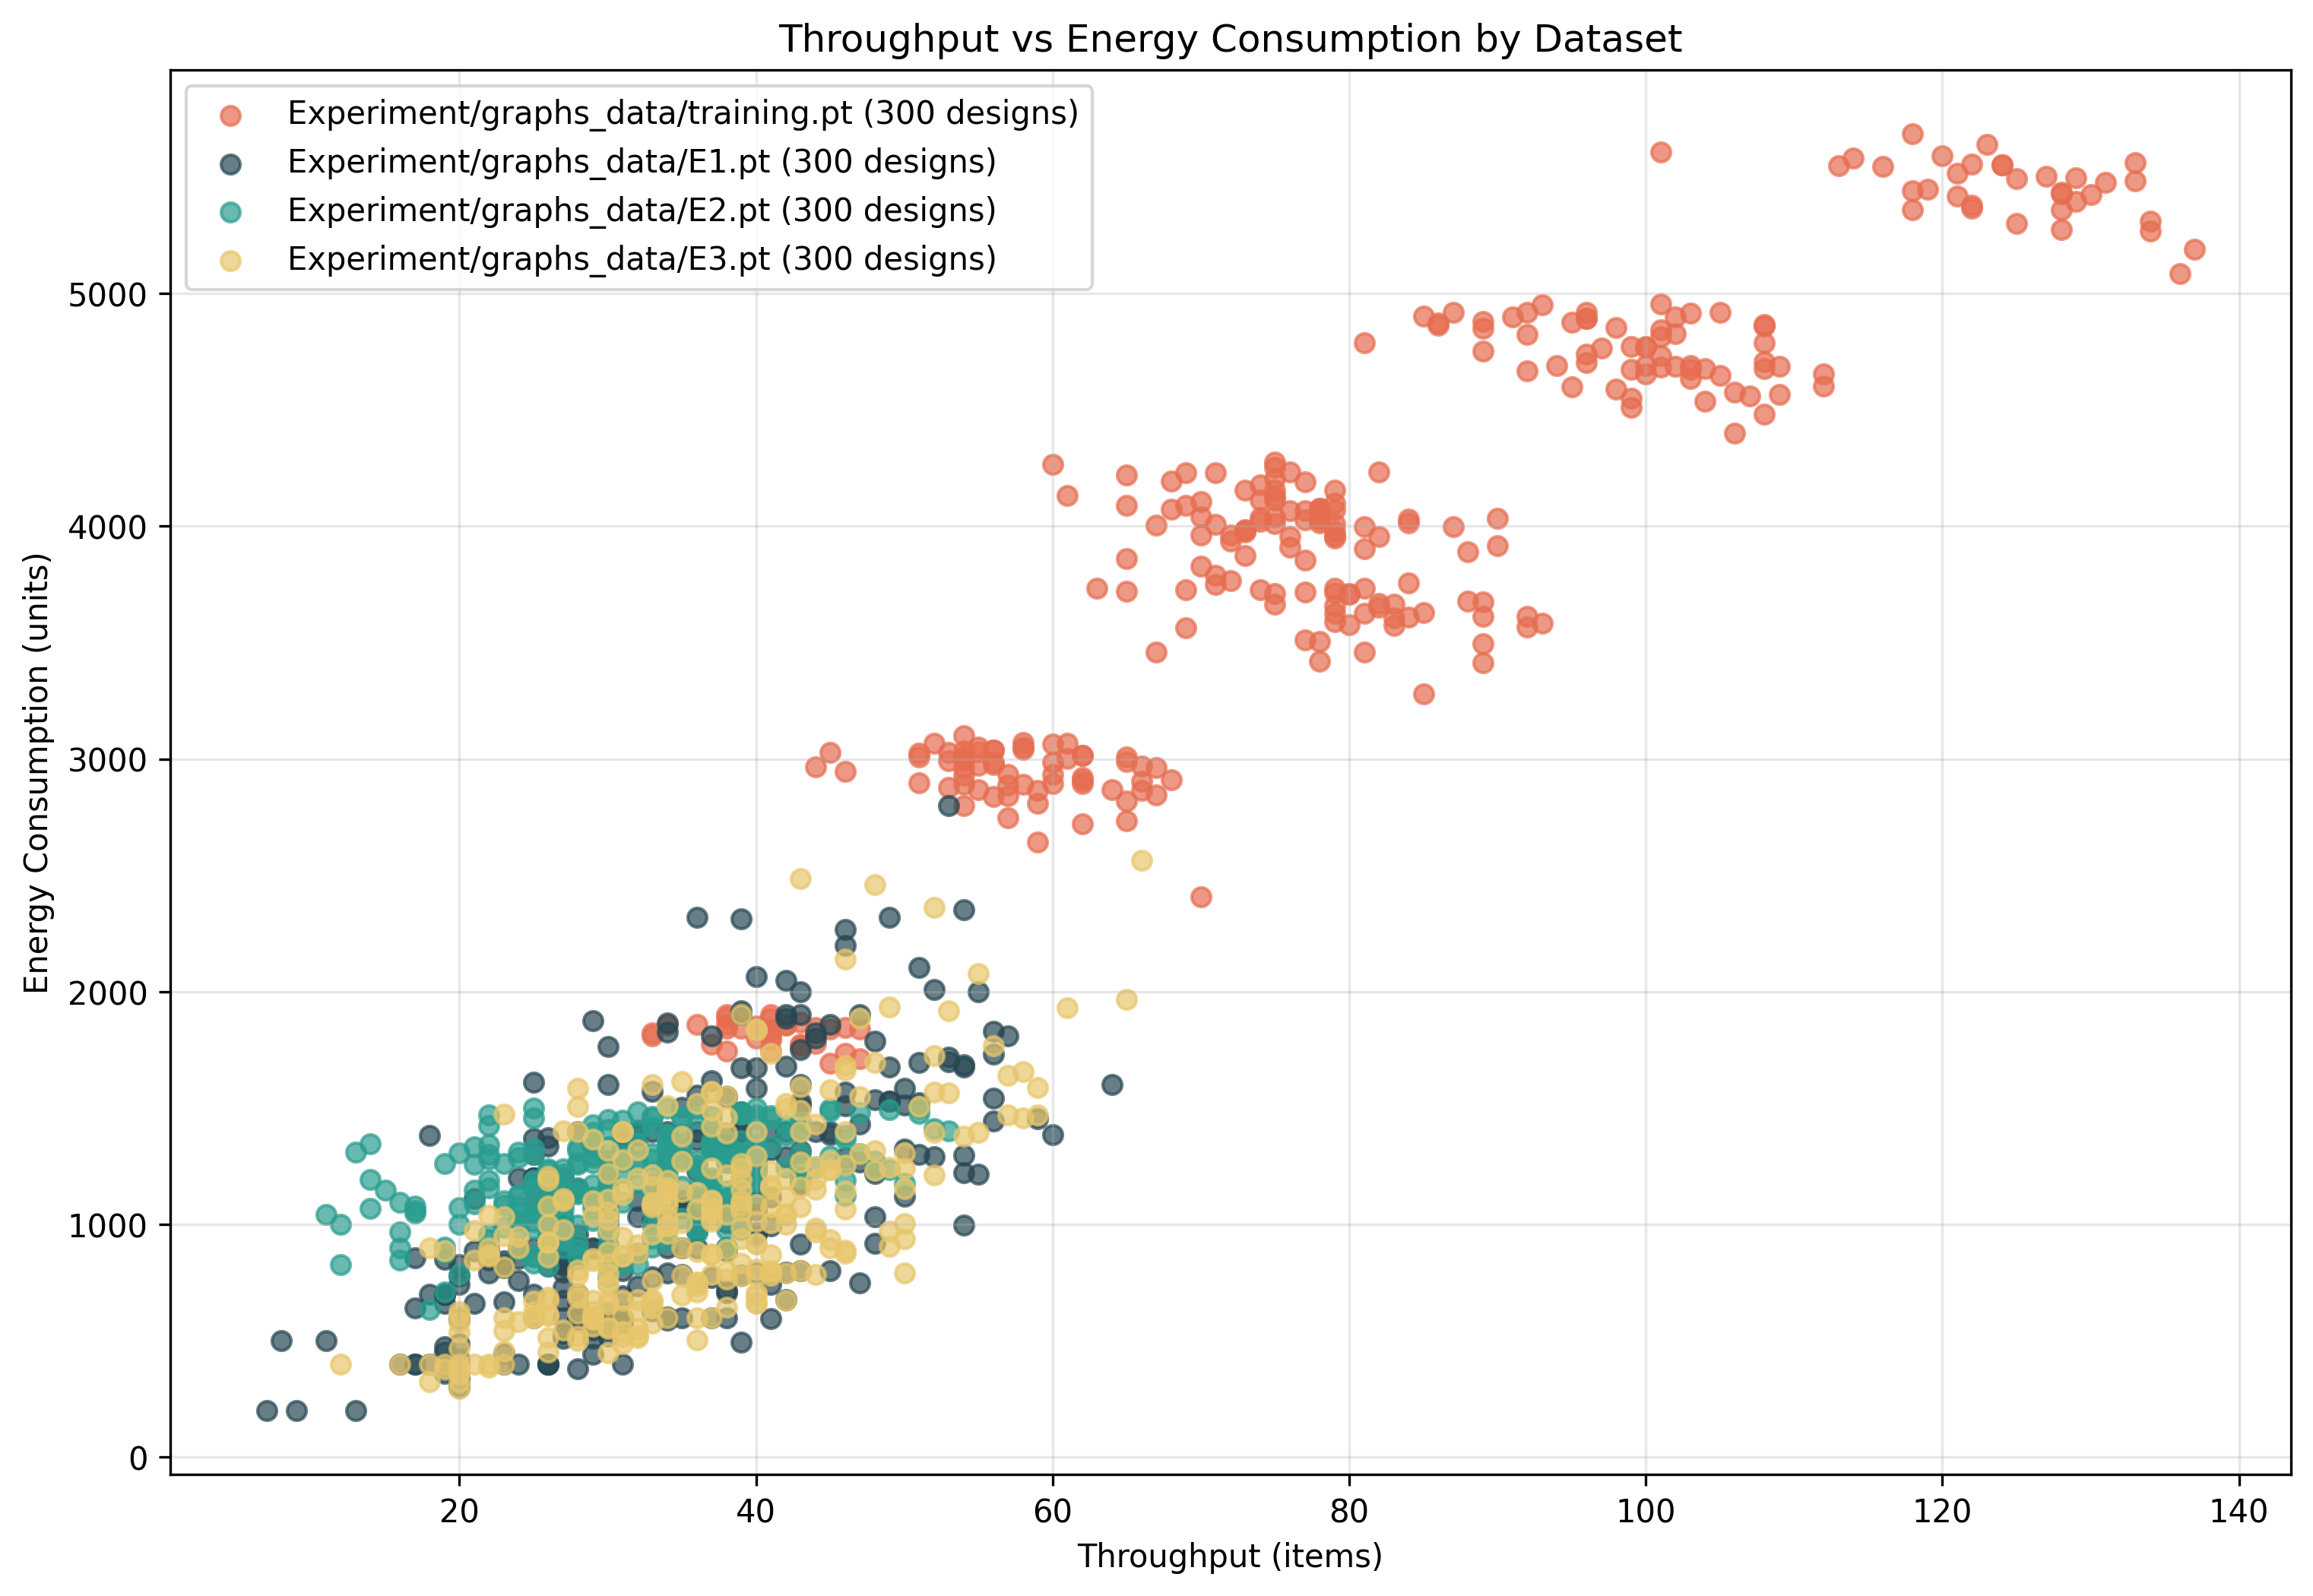 Throughput vs Energy Consumption by Dataset
Experiment/graphs_data/training.pt (300 designs)
Experiment/graphs_data/E1.pt (300 designs)
Experiment/graphs_data/E2.pt (300 designs)
Experiment/graphs_data/E3.pt (300 designs)
Energy Consumption (units)
5000
4000
3000
2000
1000
0
20 40 60 80 100 120 140
Throughput (items)